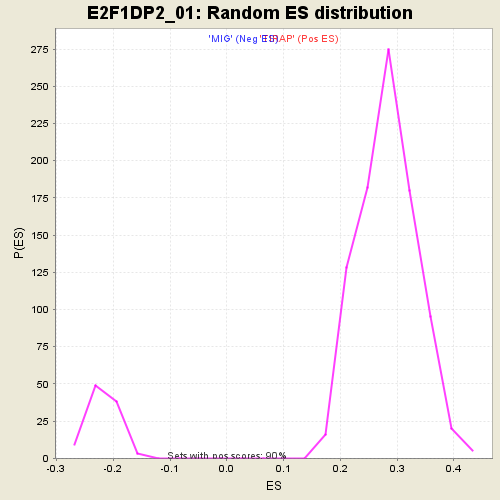 E2F1DP2_01: Random ES distribution
'MIG' (Neg ES) (Pos ES)
275
250
225
200
175
150
125
100
75
50
25
0
P(ES)
Sets with pos scores: 90%
-0.3 -0.2 -0.1 0.0 0.1 0.2 0.3 0.4
ES